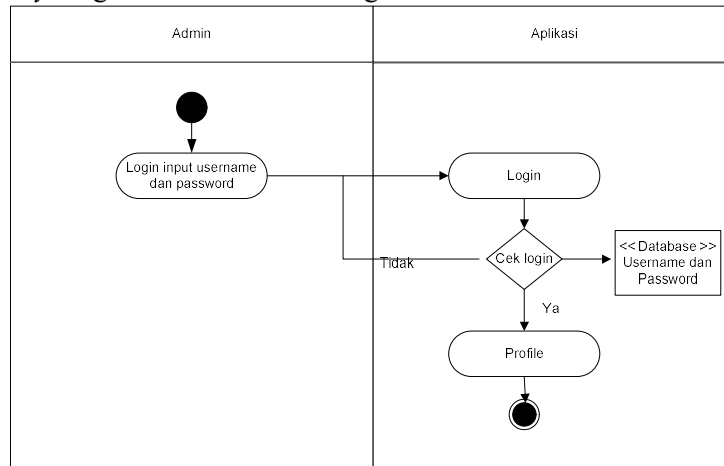 Admin
Aplikasi
Login input username
dan password
Login
Cek login
<< Database >>
Username dan
Password
Tidak
Ya
Profile